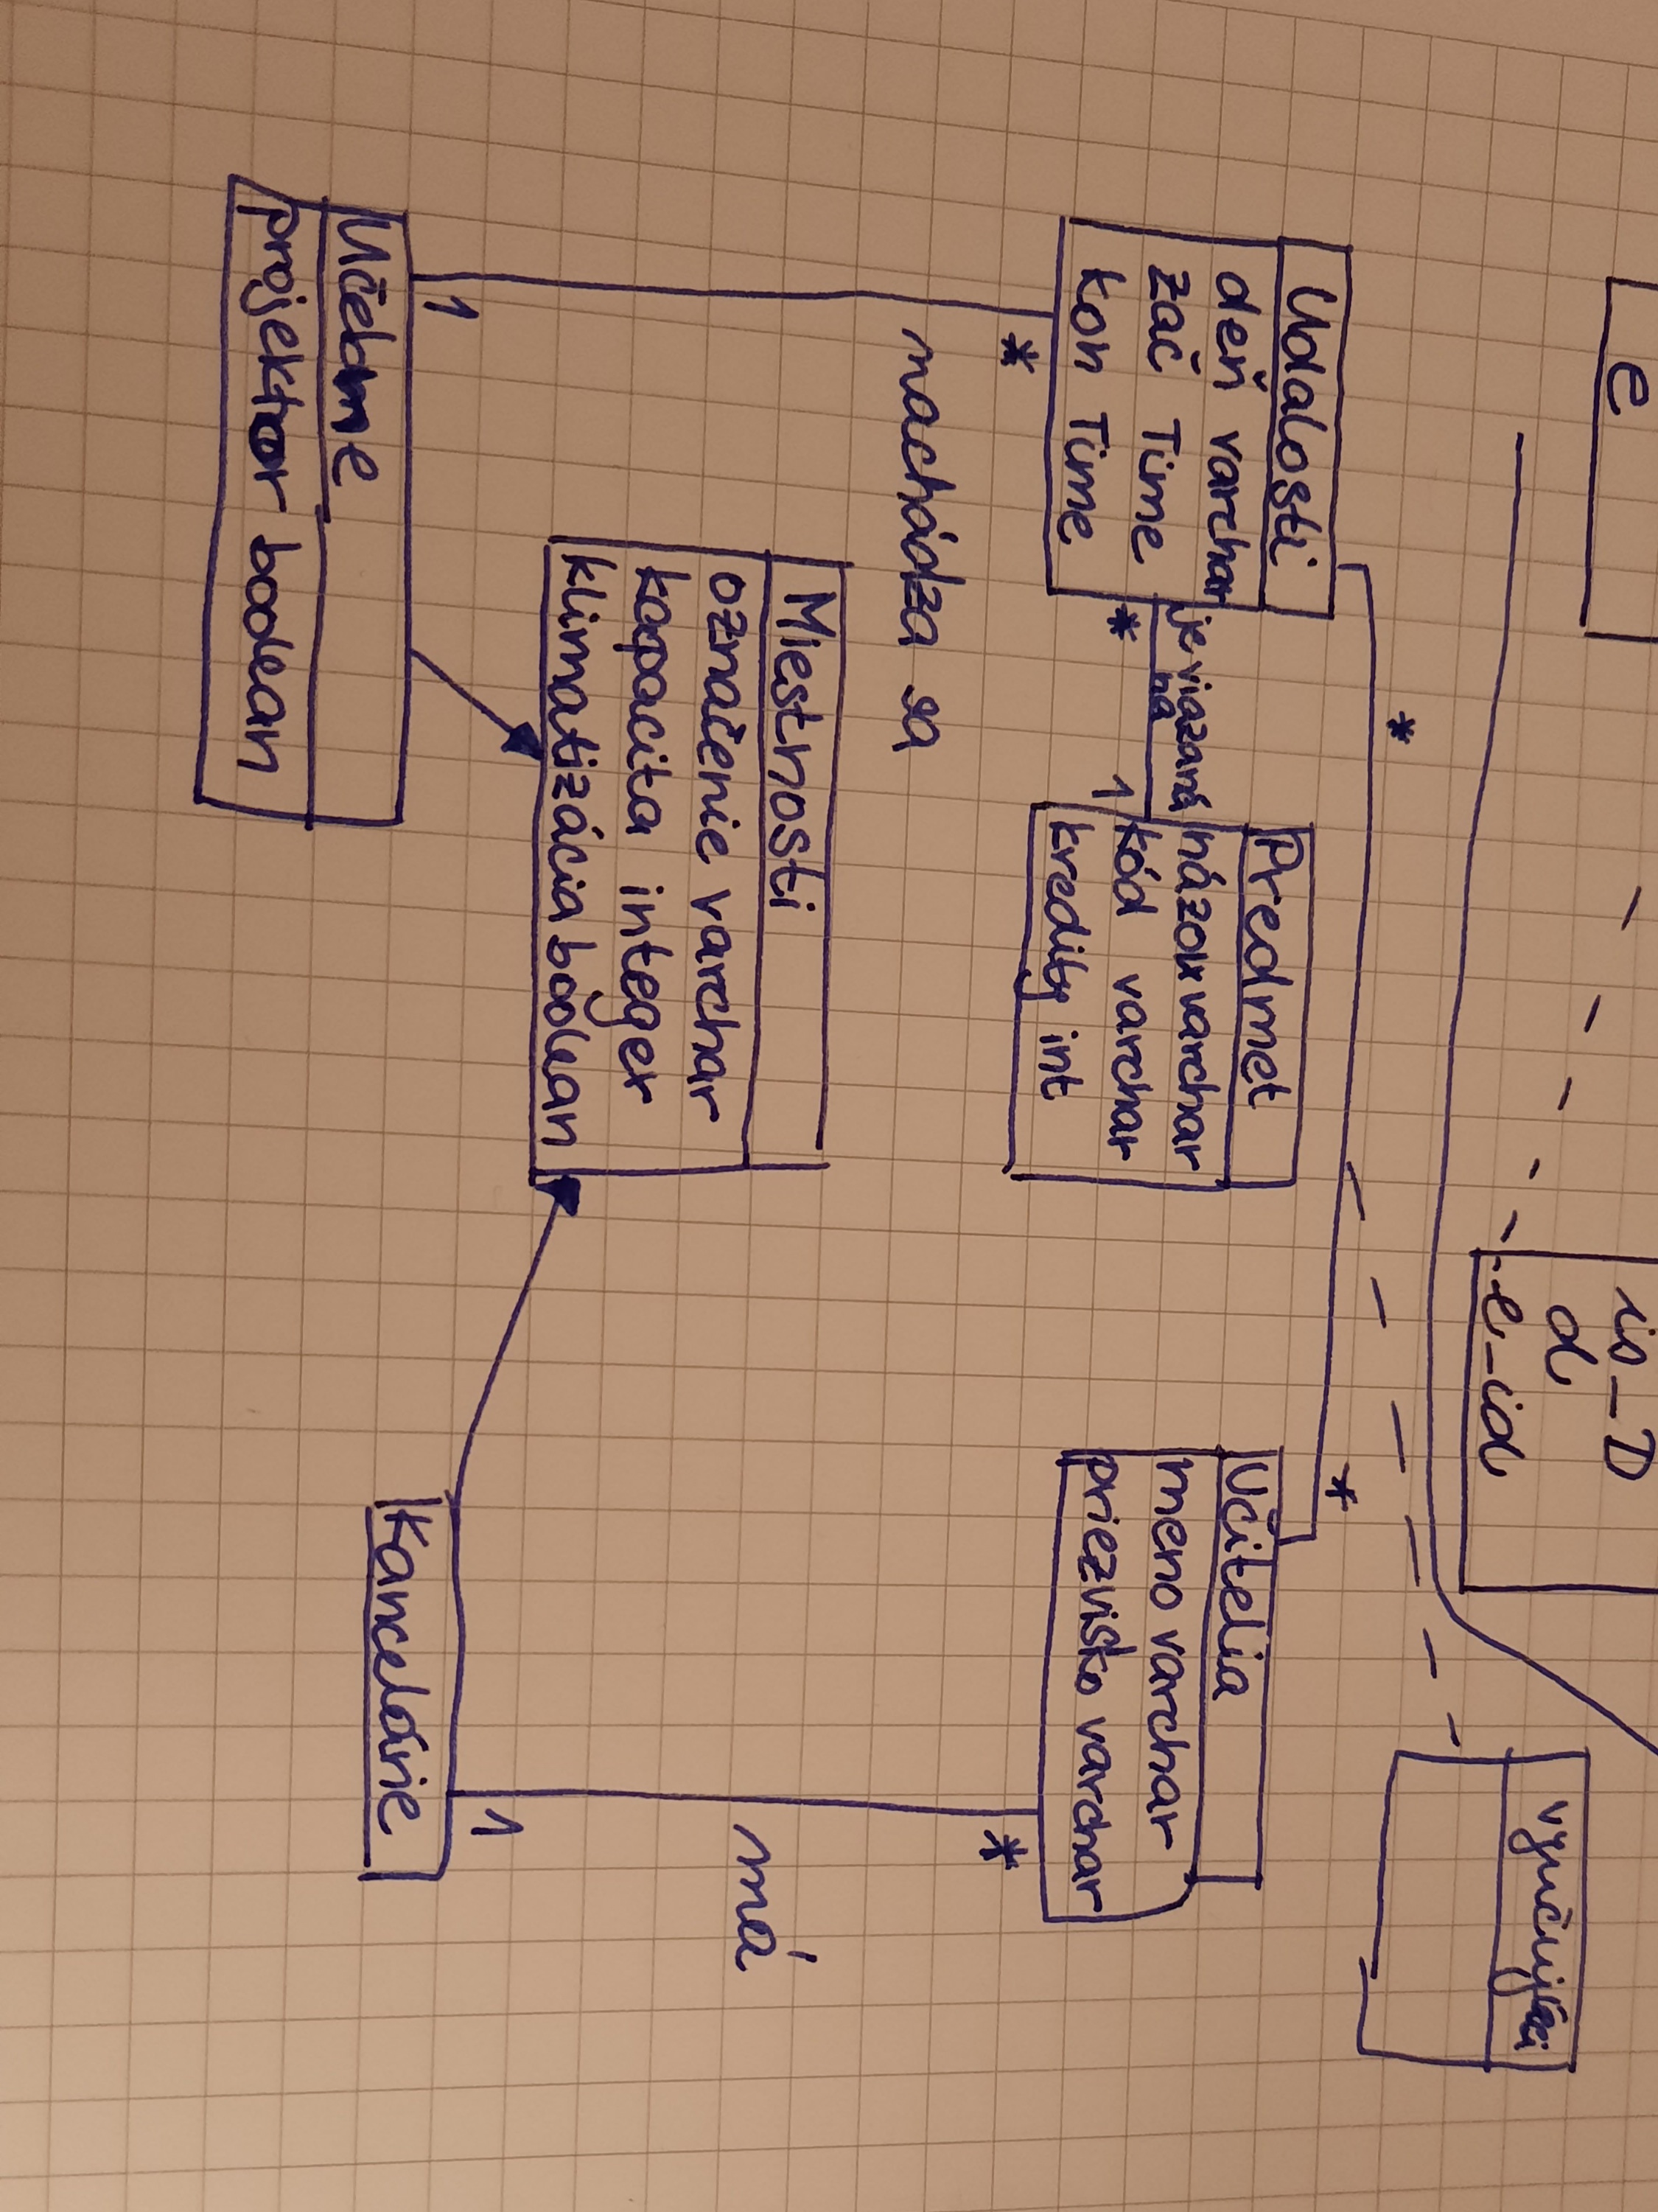 e
is_D
d
e_id
vyučujúci
Udalosti
deň varchar
zač Time
kon Time
*
*
je viazaná
na
*
1
Predmet
názov varchar
kód varchar
kredity int
Učitelia
meno varchar
priezvisko varchar
*
nachádza sa
*
má
Miestnosti
označenie varchar
kapacita integer
klimatizácia boolean
1
1
Učebne
projektor boolean
Kancelárie